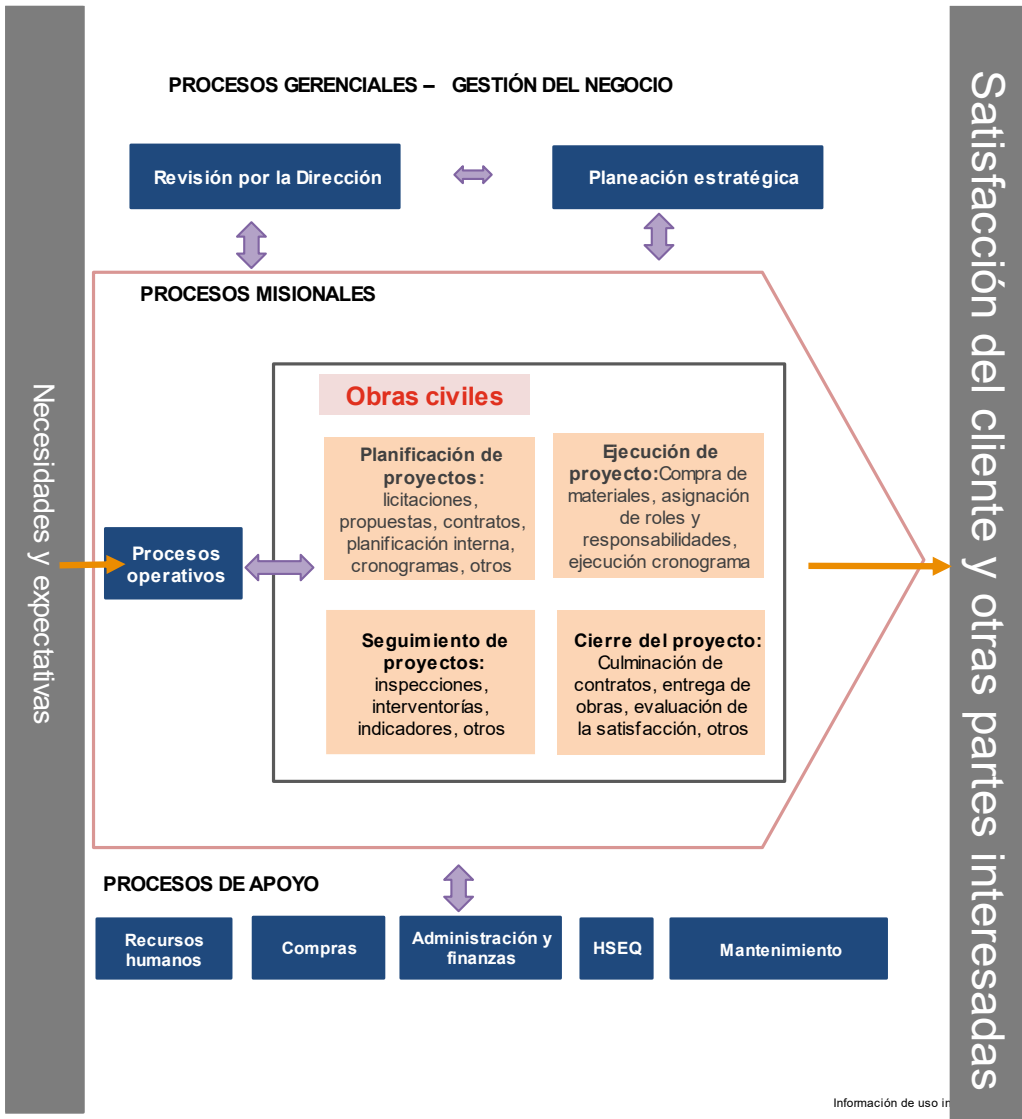 PROCESOS GERENCIALES – GESTIÓN DEL NEGOCIO
Revisión por la Dirección
Planeación estratégica
PROCESOS MISIONALES
Necesidades y expectativas
Obras civiles
Planificación de
proyectos:
licitaciones,
propuestas, contratos,
planificación interna,
cronogramas, otros
Ejecución de
proyecto:Compra de
materiales, asignación
de roles y
responsabilidades,
ejecución cronograma
Procesos
operativos
Seguimiento de
proyectos:
inspecciones,
interventorías,
indicadores, otros
Cierre del proyecto:
Culminación de
contratos, entrega de
obras, evaluación de
la satisfacción, otros
Satisfacción del cliente y otras partes interesadas
PROCESOS DE APOYO
Recursos
humanos
Compras
Administración y
finanzas
HSEQ
Mantenimiento
Información de uso